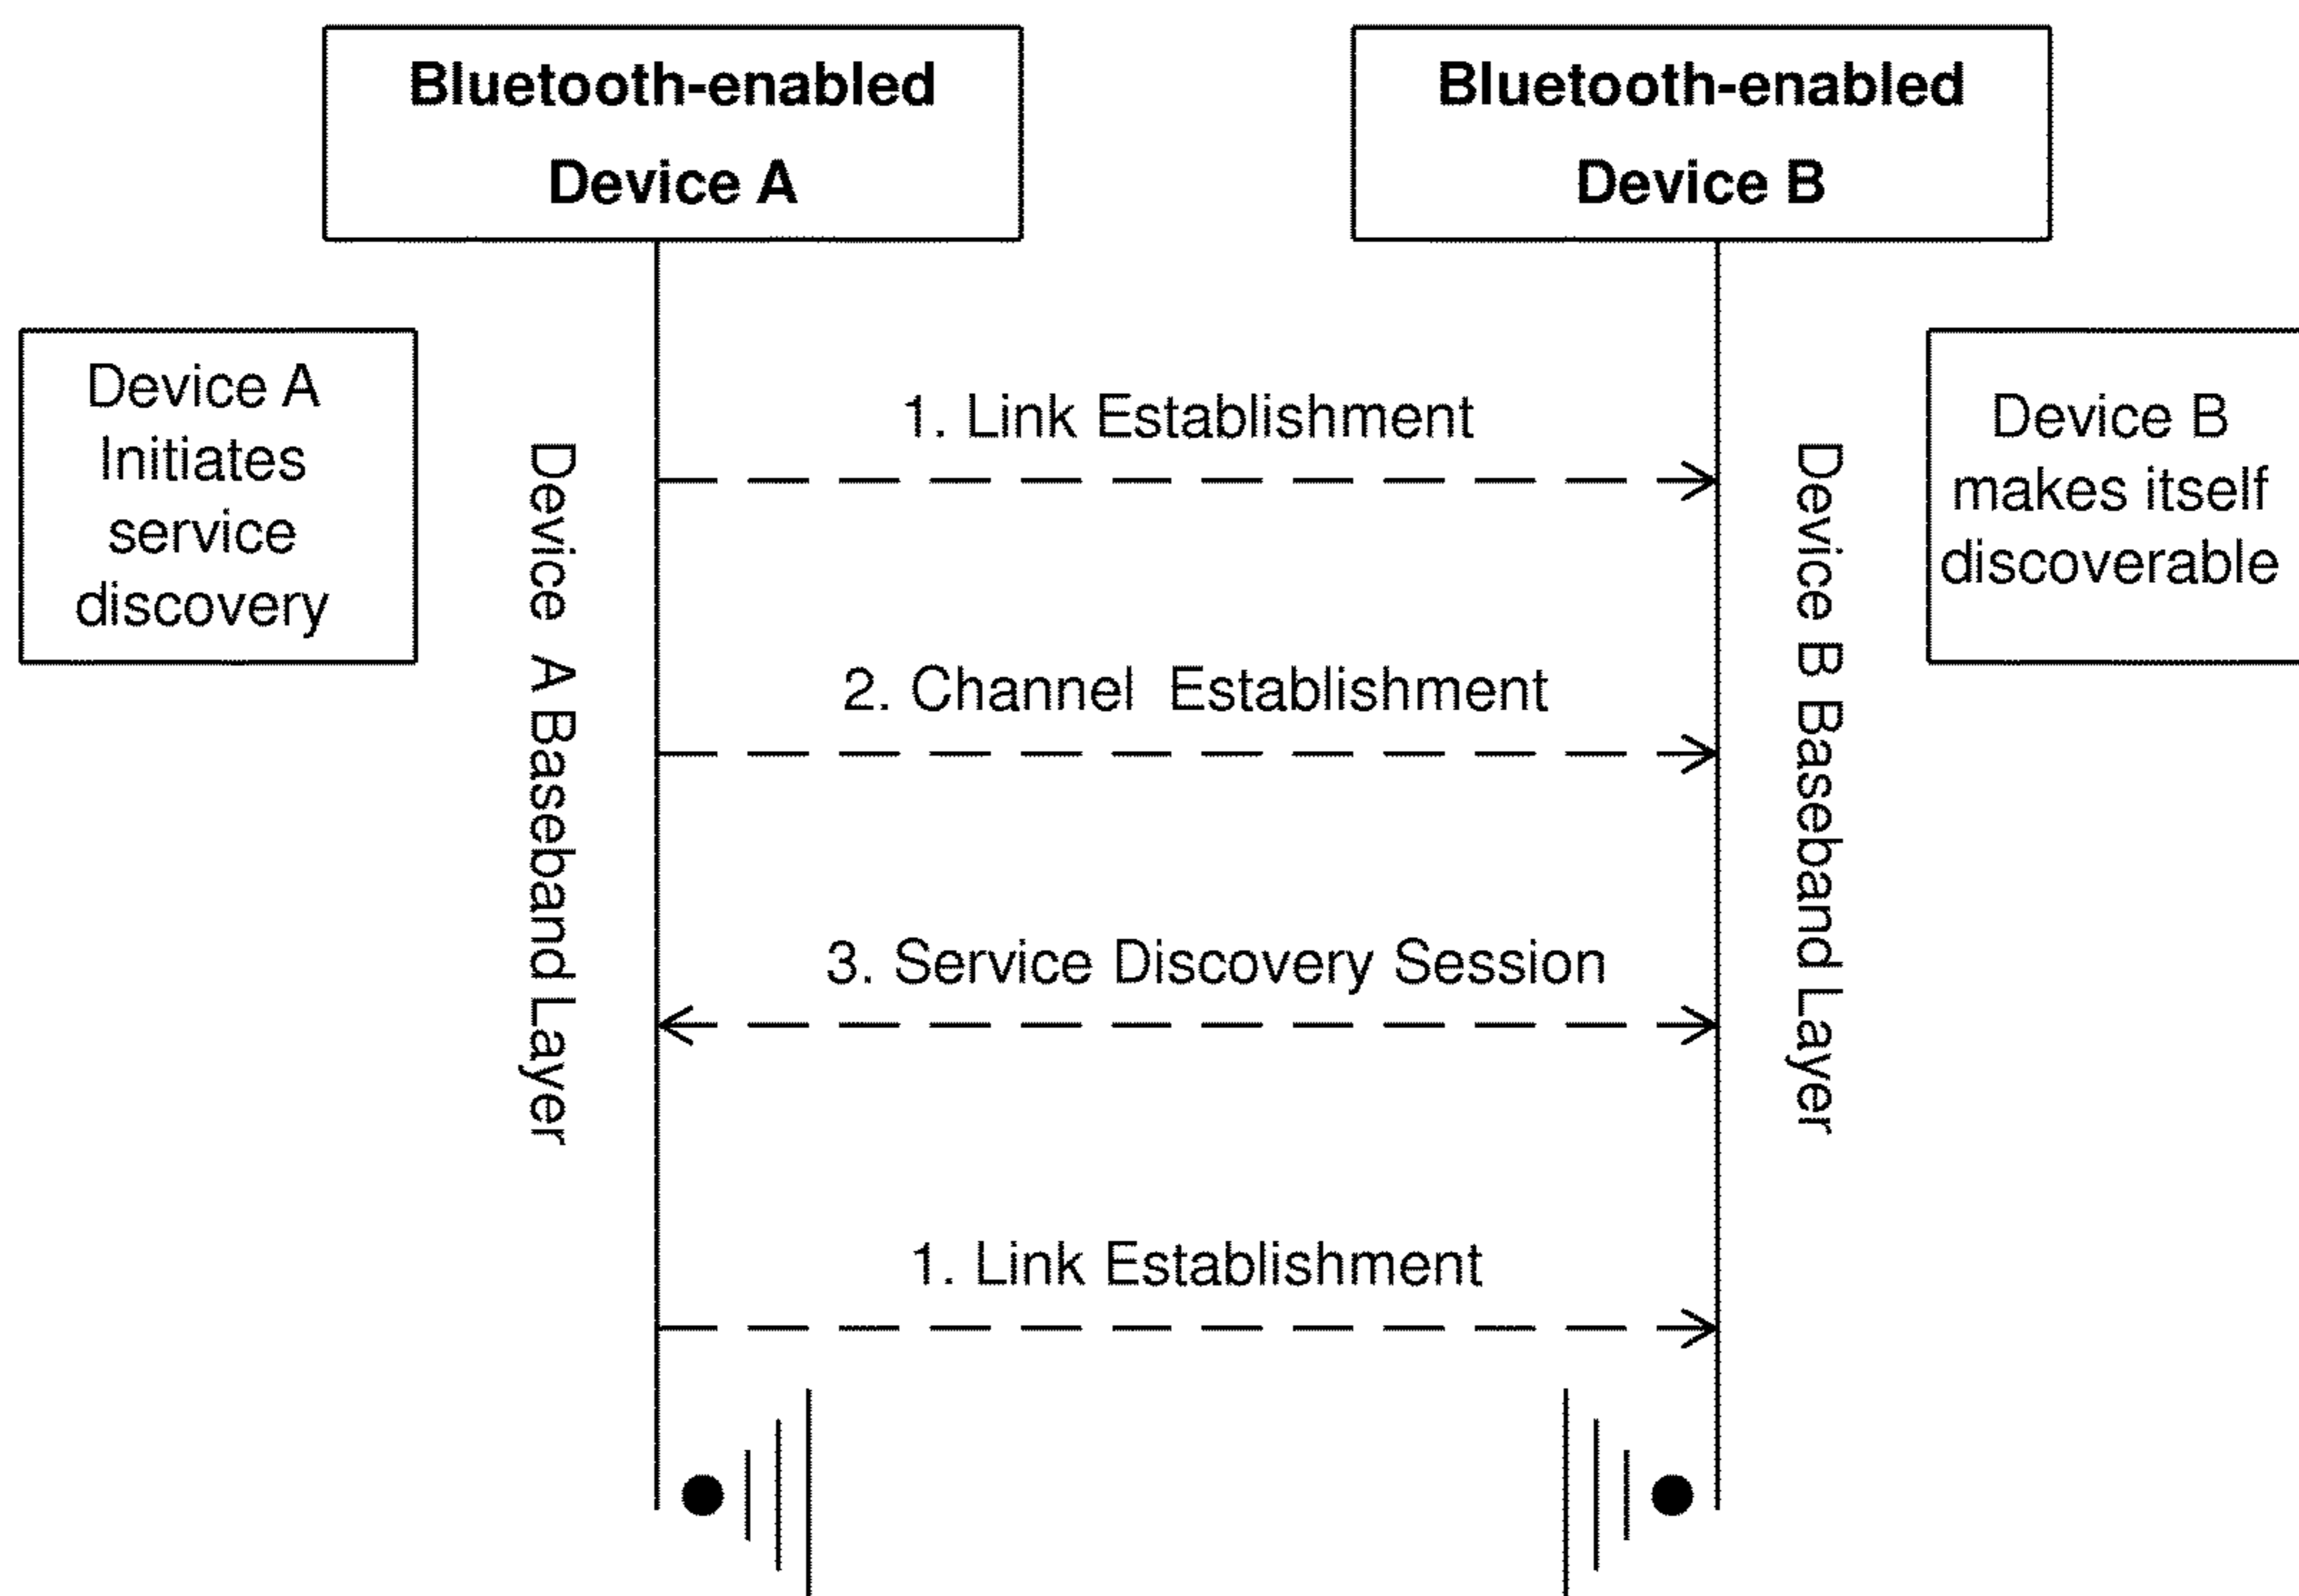 Bluetooth-enabled
Device A
Bluetooth-enabled
Device B
Device A
Initiates
service
discovery
Device A Baseband Layer
1. Link Establishment
2. Channel Establishment
3. Service Discovery Session
1. Link Establishment
Device B Baseband Layer
Device B
makes itself
discoverable